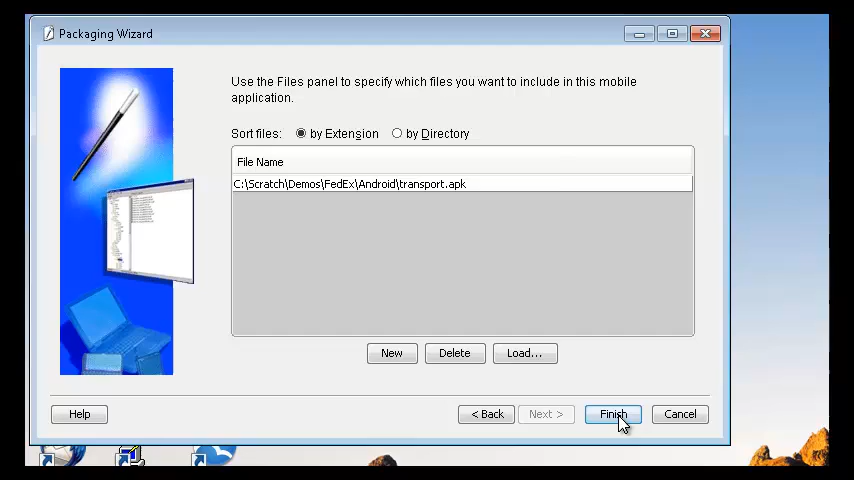 Packaging Wizard
Use the Files panel to specify which files you want to include in this mobile
application.
Sort files: by Extension by Directory
File Name
C:\Scratch\Demos\FedEx\Android\transport.apk
New Delete Load...
Help < Back Next > Finish Cancel